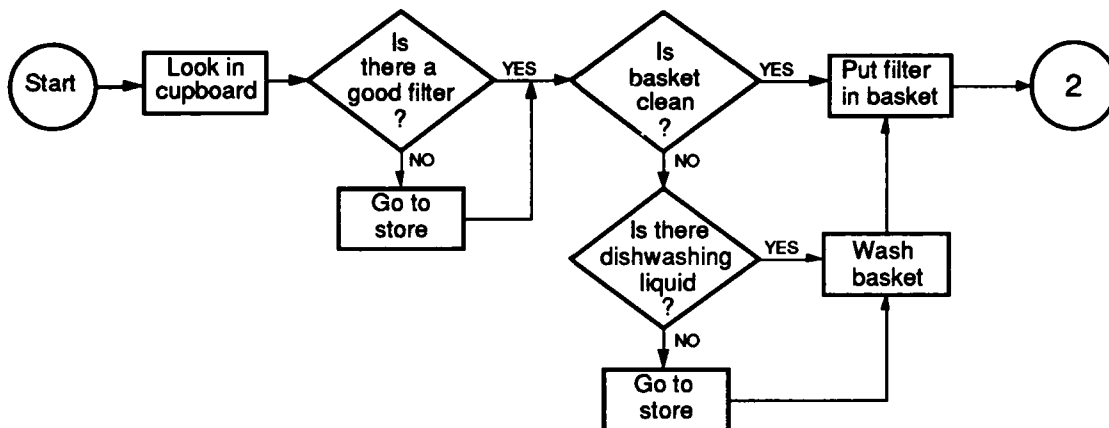 Start
Look in
cupboard
Is
there a
good filter
?
YES
NO
Go to
store
Is
basket
clean
?
YES
NO
Put filter
in basket
2
Is there
dishwashing
liquid
?
YES
NO
Wash
basket
Go to
store